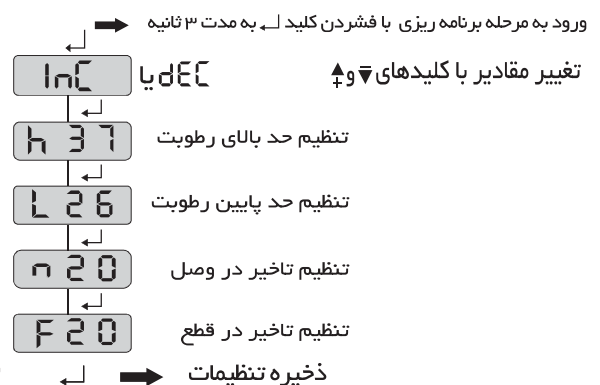 ورود به مرحله برنامه ریزی با فشردن کلید ↵ به مدت ۳ ثانیه
تغییر مقادیر با کلیدهای ▼ و ▲
InC یا dEC
h 37 تنظیم حد بالای رطوبت
L 26 تنظیم حد پایین رطوبت
n 20 تنظیم تاخیر در وصل
F 20 تنظیم تاخیر در قطع
ذخیره تنظیمات